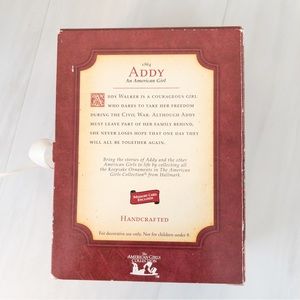 1864
ADDY
An American Girl
ADDY WALKER IS A COURAGEOUS GIRL
WHO DARES TO TAKE HER FREEDOM
DURING THE CIVIL WAR. ALTHOUGH ADDY
MUST LEAVE PART OF HER FAMILY BEHIND,
SHE NEVER LOSES HOPE THAT ONE DAY THEY
WILL ALL BE TOGETHER AGAIN.
Bring the stories of Addy and the other
American Girls to life by collecting all
the Keepsake Ornaments in The American
Girls Collection® from Hallmark.
MEMORY CARD
INCLUDED
HANDCRAFTED
For decorative use only. Not for children under 8.
The
AMERICAN GIRLS
COLLECTION